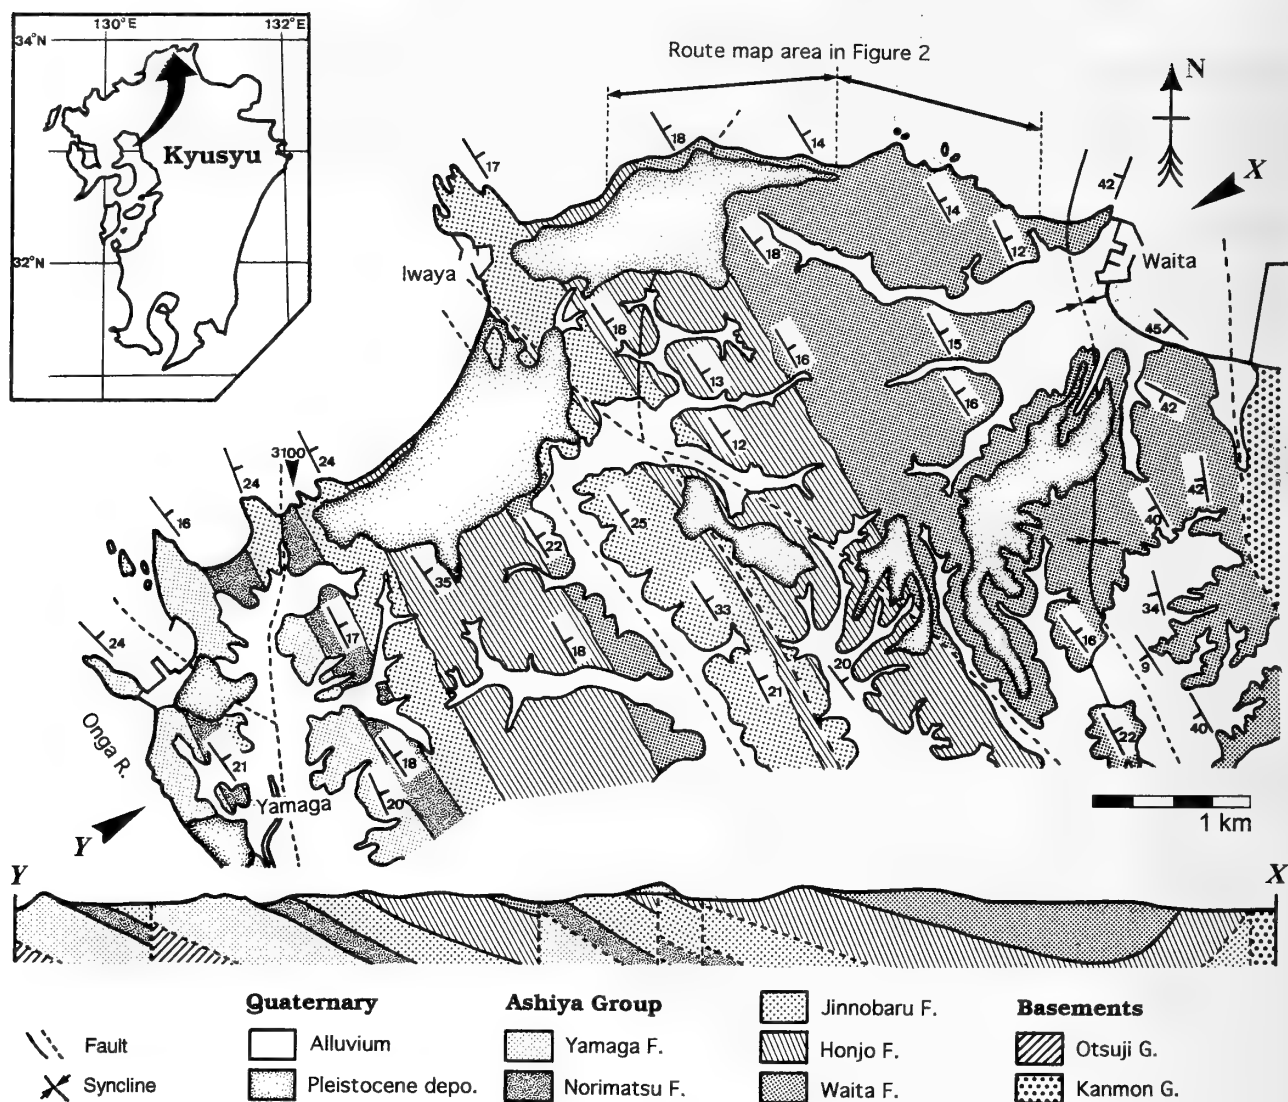 130°E
132°E
34°N
32°N
Kyusyu
Route map area in Figure 2
N
X
17
18
14
42
14
12
18
Iwaya
Waita
18
13
16
15
16
45
42
12
24
3100
24
16
25
22
35
42
40
34
17
18
33
24
16
9
20
21
40
22
Onga R.
21
18
20
Yamaga
Y
1 km
Y
X
Quaternary
Ashiya Group
Jinnobaru F.
Basements
Fault
Alluvium
Yamaga F.
Honjo F.
Otsuji G.
Syncline
Pleistocene depo.
Norimatsu F.
Waita F.
Kanmon G.